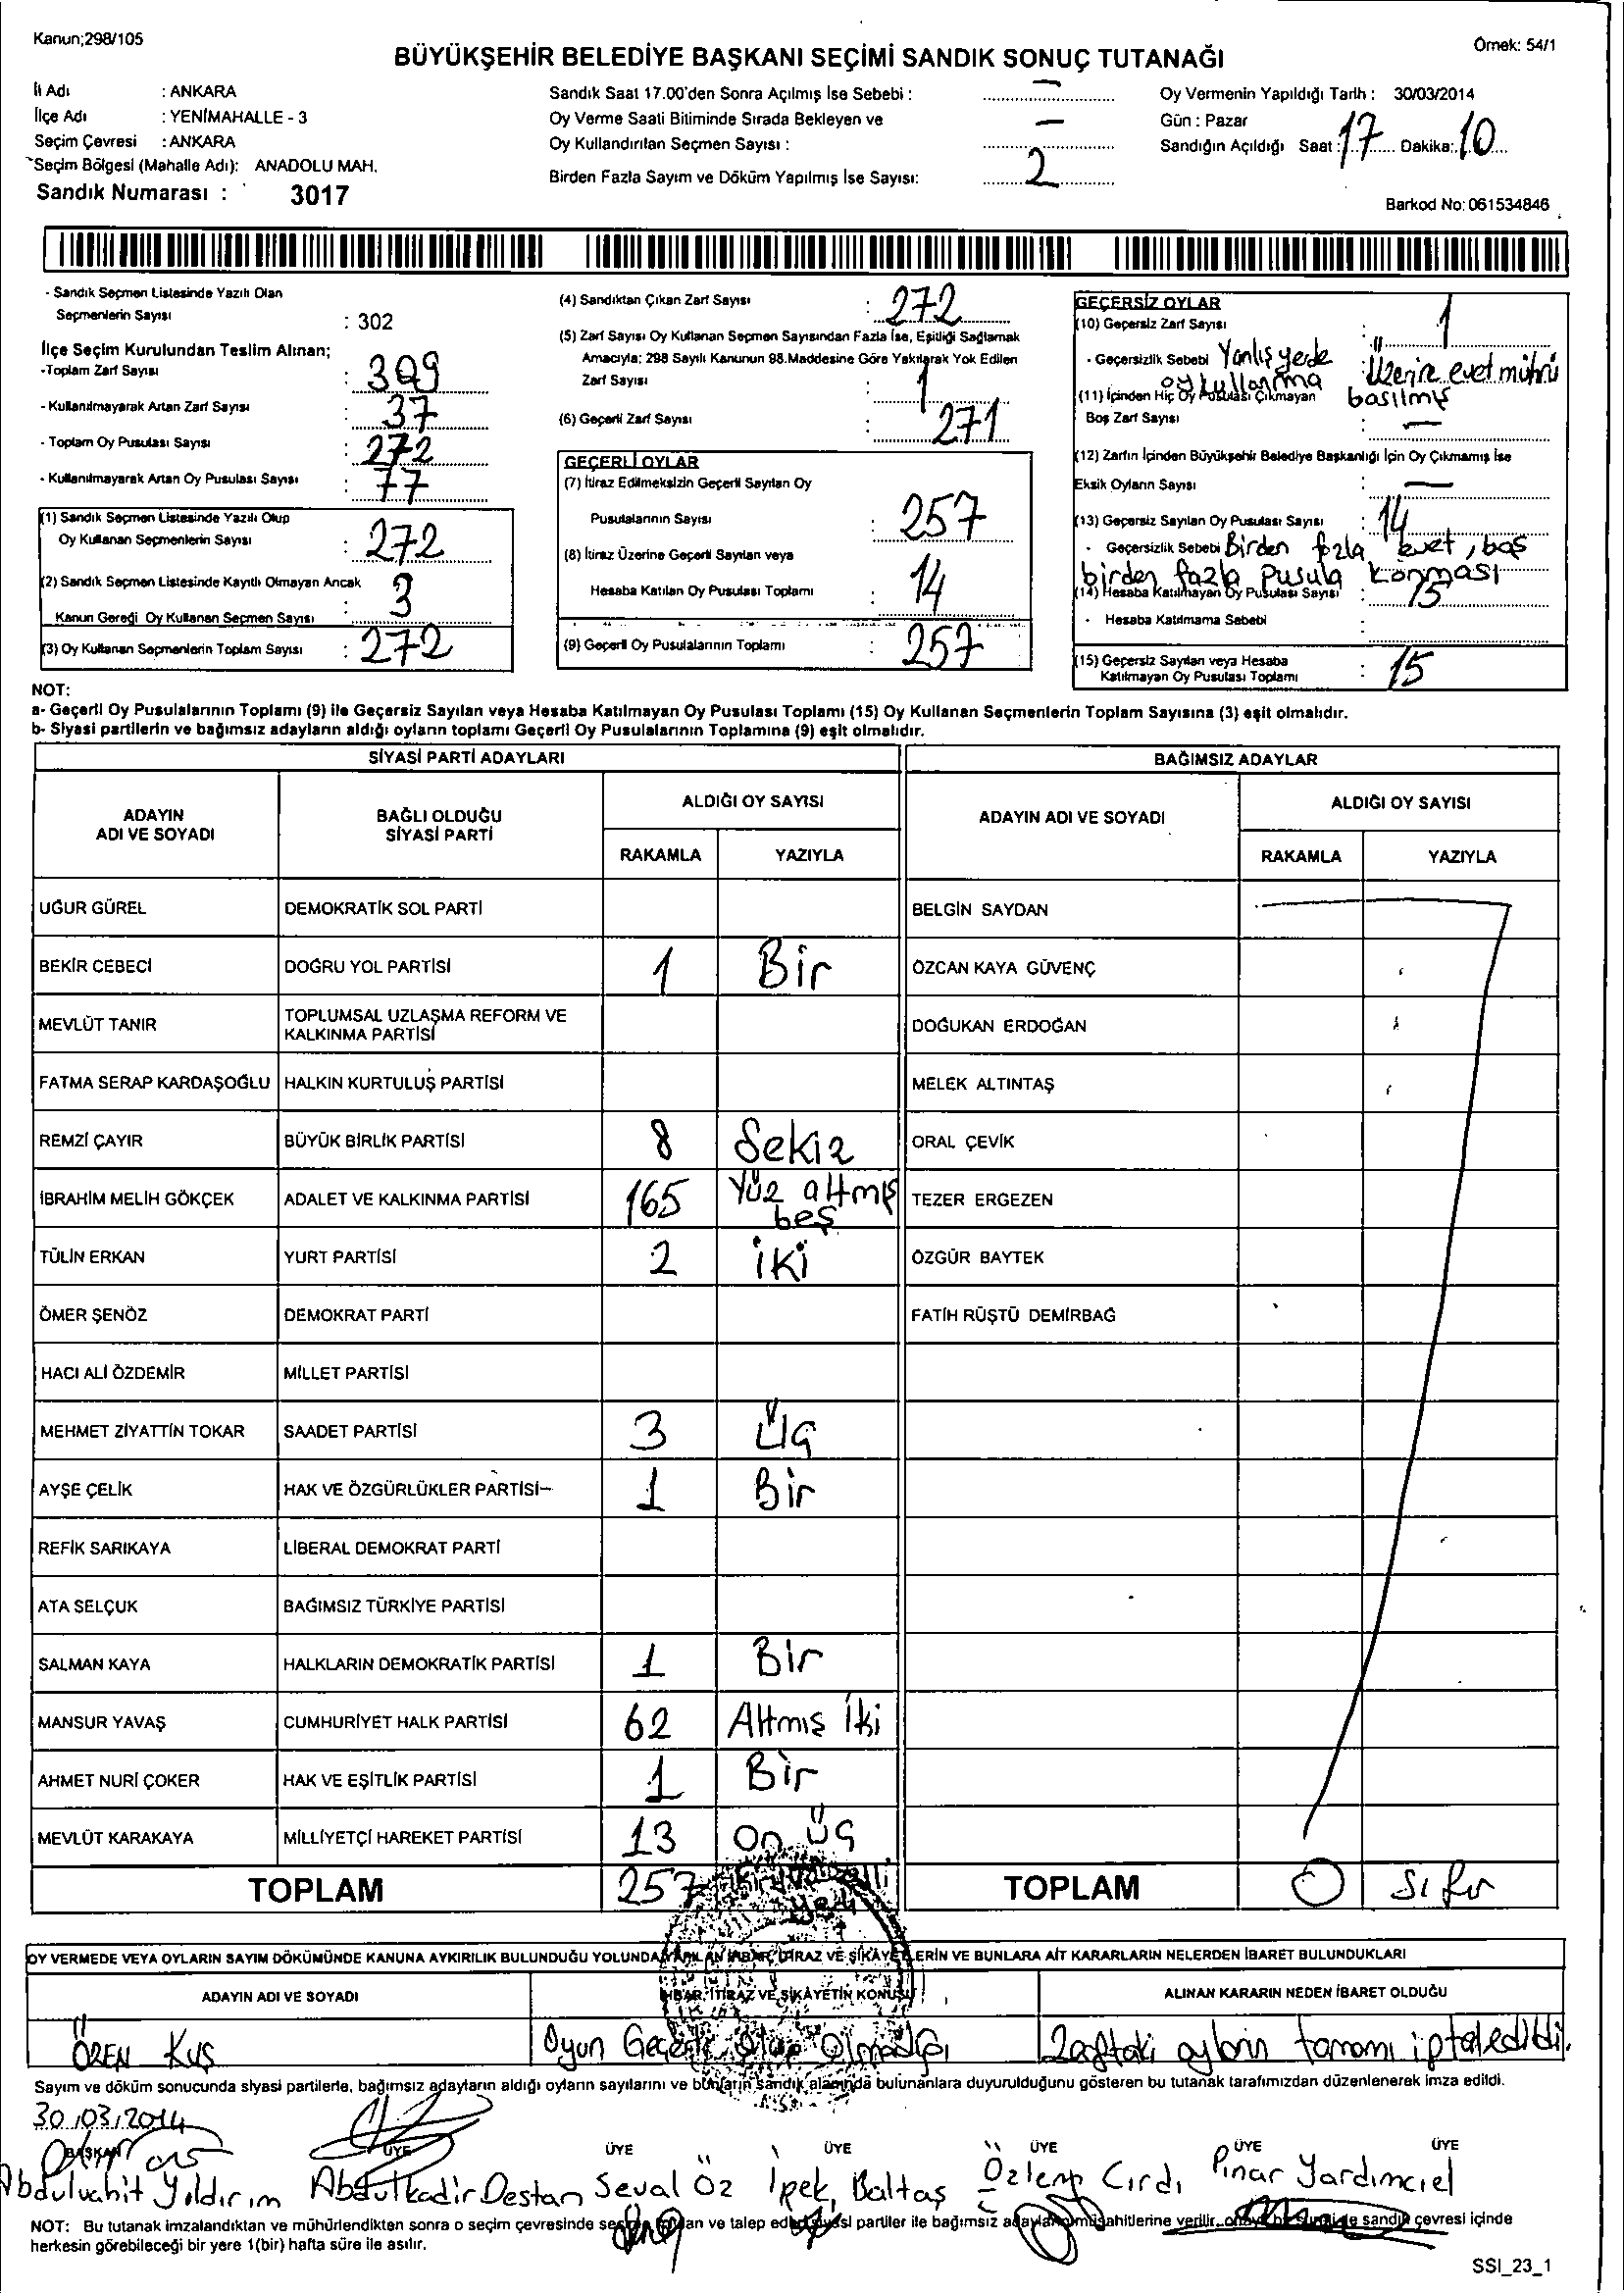 Kanun;298/105
Örnek: 54/1
BÜYÜKŞEHİR BELEDİYE BAŞKANI SEÇİMİ SANDIK SONUÇ TUTANAĞI
İl Adı : ANKARA
İlçe Adı : YENİMAHALLE - 3
Seçim Çevresi : ANKARA
Seçim Bölgesi (Mahalle Adı): ANADOLU MAH.
Sandık Numarası : 3017
Sandık Saat 17.00'den Sonra Açılmış İse Sebebi : —
Oy Verme Saati Bitiminde Sırada Bekleyen ve
Oy Kullandırılan Seçmen Sayısı : —
Birden Fazla Sayım ve Döküm Yapılmış İse Sayısı: 2
Oy Vermenin Yapıldığı Tarih : 30/03/2014
Gün : Pazar
Sandığın Açıldığı Saat : 17 Dakika: 10
Barkod No: 061534846
- Sandık Seçmen Listesinde Yazılı Olan
Seçmenlerin Sayısı : 302
İlçe Seçim Kurulundan Teslim Alınan;
-Toplam Zarf Sayısı : 309
- Kullanılmayarak Artan Zarf Sayısı : 37
- Toplam Oy Pusulası Sayısı : 272
- Kullanılmayarak Artan Oy Pusulası Sayısı : 77
(1) Sandık Seçmen Listesinde Yazılı Olup
Oy Kullanan Seçmenlerin Sayısı : 272
(2) Sandık Seçmen Listesinde Kayıtlı Olmayan Ancak
Kanun Gereği Oy Kullanan Seçmen Sayısı : 3
(3) Oy Kullanan Seçmenlerin Toplam Sayısı : 272
(4) Sandıktan Çıkan Zarf Sayısı : 272
(5) Zarf Sayısı Oy Kullanan Seçmen Sayısından Fazla İse, Eşitliği Sağlamak
Amacıyla; 298 Sayılı Kanunun 98.Maddesine Göre Yakılarak Yok Edilen
Zarf Sayısı : 1
(6) Geçerli Zarf Sayısı : 271
GEÇERLİ OYLAR
(7) İtiraz Edilmeksizin Geçerli Sayılan Oy
Pusulalarının Sayısı : 257
(8) İtiraz Üzerine Geçerli Sayılan veya
Hesaba Katılan Oy Pusulası Toplamı : 14
(9) Geçerli Oy Pusulalarının Toplamı : 257
GEÇERSİZ OYLAR
(10) Geçersiz Zarf Sayısı : 1
- Geçersizlik Sebebi Yanlış yerde oy kullanma üzerine evet mührü basılmış
(11) İçinden Hiç Oy Pusulası Çıkmayan
Boş Zarf Sayısı : —
(12) Zarfın İçinden Büyükşehir Belediye Başkanlığı İçin Oy Çıkmamış İse
Eksik Oyların Sayısı : —
(13) Geçersiz Sayılan Oy Pusulası Sayısı : 14
- Geçersizlik Sebebi Birden fazla evet, boş
birden fazla pusula konması
(14) Hesaba Katılmayan Oy Pusulası Sayısı : 15
- Hesaba Katılmama Sebebi :
(15) Geçersiz Sayılan veya Hesaba
Katılmayan Oy Pusulası Toplamı : 15
NOT:
a- Geçerli Oy Pusulalarının Toplamı (9) ile Geçersiz Sayılan veya Hesaba Katılmayan Oy Pusulası Toplamı (15) Oy Kullanan Seçmenlerin Toplam Sayısına (3) eşit olmalıdır.
b- Siyasi partilerin ve bağımsız adayların aldığı oyların toplamı Geçerli Oy Pusulalarının Toplamına (9) eşit olmalıdır.
SİYASİ PARTİ ADAYLARI
BAĞIMSIZ ADAYLAR
ADAYIN ADI VE SOYADI
BAĞLI OLDUĞU SİYASİ PARTİ
ALDIĞI OY SAYISI
RAKAMLA YAZIYLA
ADAYIN ADI VE SOYADI
ALDIĞI OY SAYISI
RAKAMLA YAZIYLA
UĞUR GÜREL DEMOKRATİK SOL PARTİ BELGİN SAYDAN
BEKİR CEBECİ DOĞRU YOL PARTİSİ 1 Bir ÖZCAN KAYA GÜVENÇ
MEVLÜT TANIR TOPLUMSAL UZLAŞMA REFORM VE KALKINMA PARTİSİ DOĞUKAN ERDOĞAN
FATMA SERAP KARDAŞOĞLU HALKIN KURTULUŞ PARTİSİ MELEK ALTINTAŞ
REMZİ ÇAYIR BÜYÜK BİRLİK PARTİSİ 8 Sekiz ORAL ÇEVİK
İBRAHİM MELİH GÖKÇEK ADALET VE KALKINMA PARTİSİ 165 Yüz altmış beş TEZER ERGEZEN
TÜLİN ERKAN YURT PARTİSİ 2 iki ÖZGÜR BAYTEK
ÖMER ŞENÖZ DEMOKRAT PARTİ FATİH RÜŞTÜ DEMİRBAĞ
HACI ALİ ÖZDEMİR MİLLET PARTİSİ
MEHMET ZİYATTİN TOKAR SAADET PARTİSİ 3 Üç
AYŞE ÇELİK HAK VE ÖZGÜRLÜKLER PARTİSİ 1 Bir
REFİK SARIKAYA LİBERAL DEMOKRAT PARTİ
ATA SELÇUK BAĞIMSIZ TÜRKİYE PARTİSİ
SALMAN KAYA HALKLARIN DEMOKRATİK PARTİSİ 1 Bir
MANSUR YAVAŞ CUMHURİYET HALK PARTİSİ 62 Altmış iki
AHMET NURİ ÇOKER HAK VE EŞİTLİK PARTİSİ 1 Bir
MEVLÜT KARAKAYA MİLLİYETÇİ HAREKET PARTİSİ 13 On üç
TOPLAM 257 TOPLAM 0 Sıfır
OY VERMEDE VEYA OYLARIN SAYIM DÖKÜMÜNDE KANUNA AYKIRILIK BULUNDUĞU YOLUNDA YAPILAN İHBAR, İTİRAZ VE ŞİKAYETLERİN VE BUNLARA AİT KARARLARIN NELERDEN İBARET BULUNDUKLARI
ADAYIN ADI VE SOYADI
İHBAR, İTİRAZ VE ŞİKAYETİN KONUSU
ALINAN KARARIN NEDEN İBARET OLDUĞU
ÖREN KUŞ Oyun Geçerli Olup Olmadığı Zarftaki oyların tamamı iptal edildi.
Sayım ve döküm sonucunda siyasi partilerle, bağımsız adayların aldığı oyların sayılarını ve bunların sandık alanında bulunanlara duyurulduğunu gösteren bu tutanak tarafımızdan düzenlenerek imza edildi.
30.03.2014
BAŞKAN ÜYE ÜYE ÜYE ÜYE ÜYE ÜYE
Abdulvahit Yıldırım Abdulkadir Destan Seval Öz İpek Baltaş Özlem Cırdı Pınar Yardımcıel
NOT: Bu tutanak imzalandıktan ve mühürlendikten sonra o seçim çevresinde seçime katılan ve talep eden siyasi partiler ile bağımsız adayların müşahitlerine verilir, sandık çevresi içinde
herkesin görebileceği bir yere 1(bir) hafta süre ile asılır.
SSI_23_1